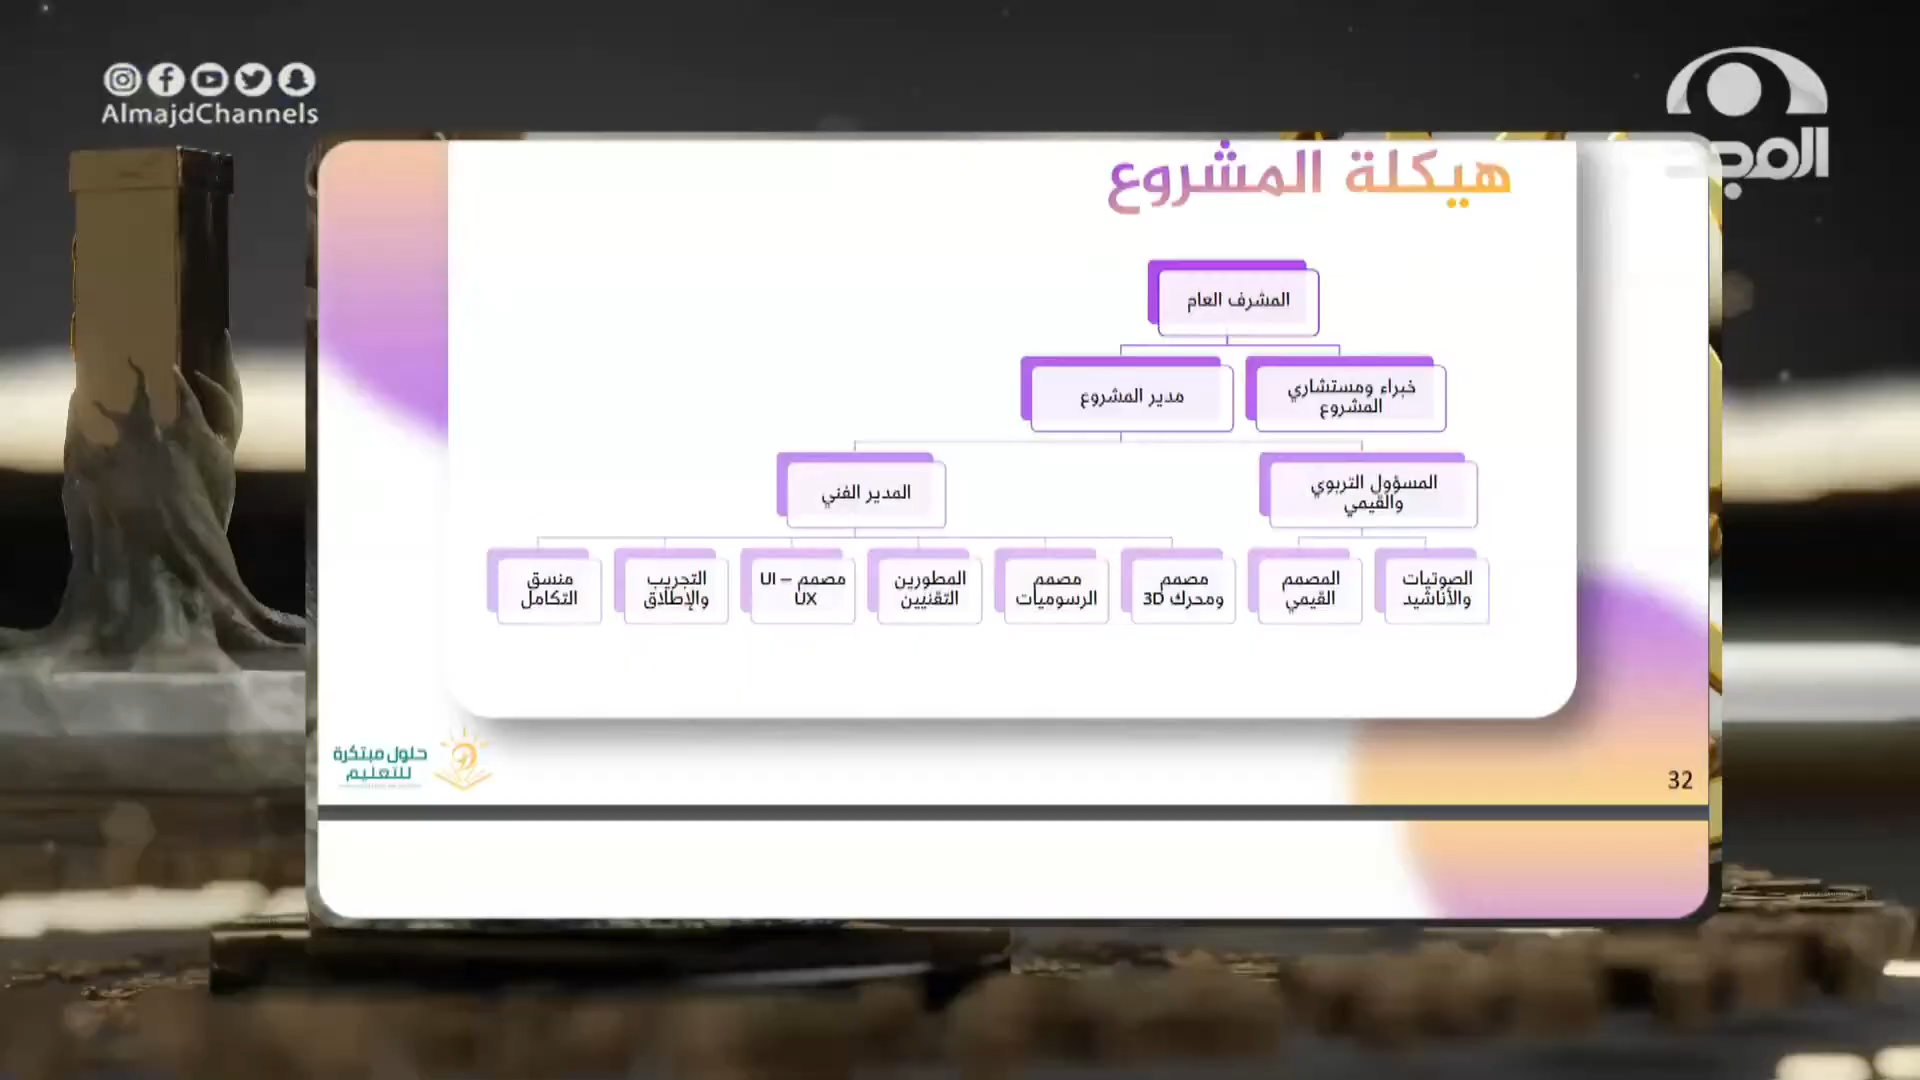 AlmajdChannels
المجد
هيكلة المشروع
المشرف العام
خبراء ومستشاري
المشروع
مدير المشروع
المسؤول التربوي
والقيمي
المدير الفني
الصوتيات
والأناشيد
المصمم
القيمي
مصمم
ومحرك 3D
مصمم
الرسوميات
المطورين
التقنيين
مصمم UI –
UX
التجريب
والإطلاق
منسق
التكامل
حلول مبتكرة
للتعليم
32